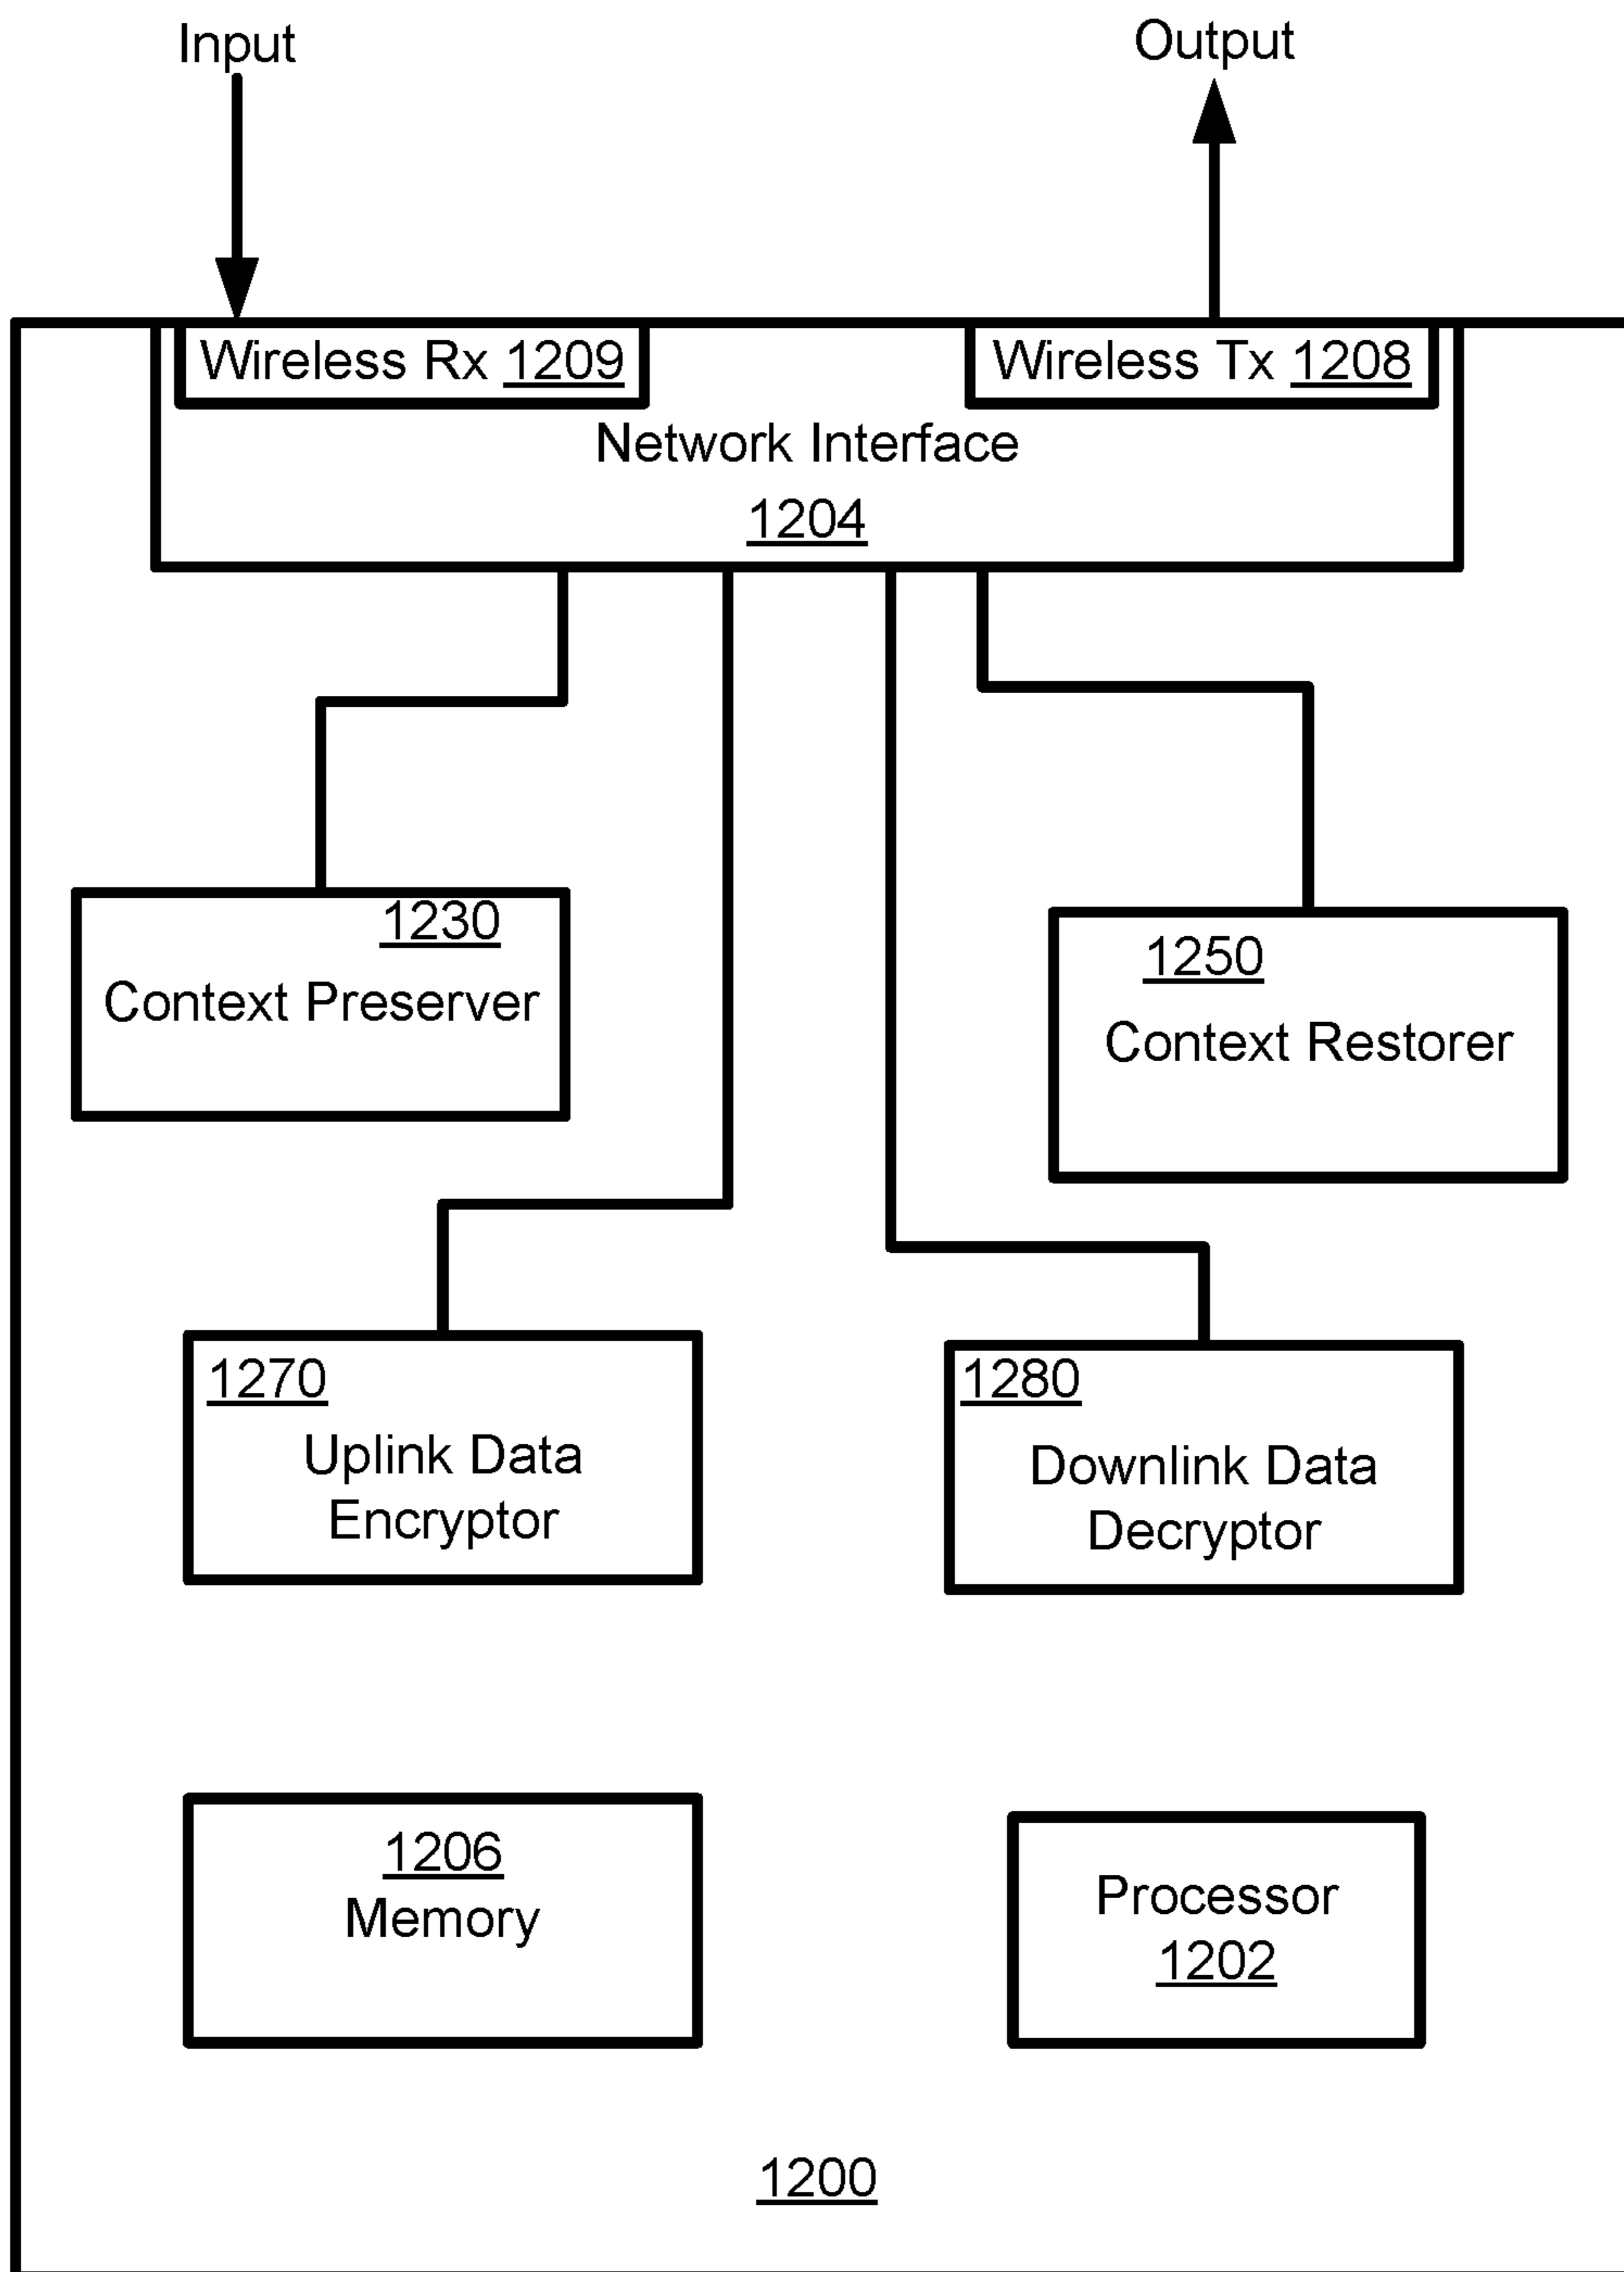 Input
Output
Wireless Rx 1209
Wireless Tx 1208
Network Interface
1204
1230
Context Preserver
1250
Context Restorer
1270
Uplink Data
Encryptor
1280
Downlink Data
Decryptor
1206
Memory
Processor
1202
1200